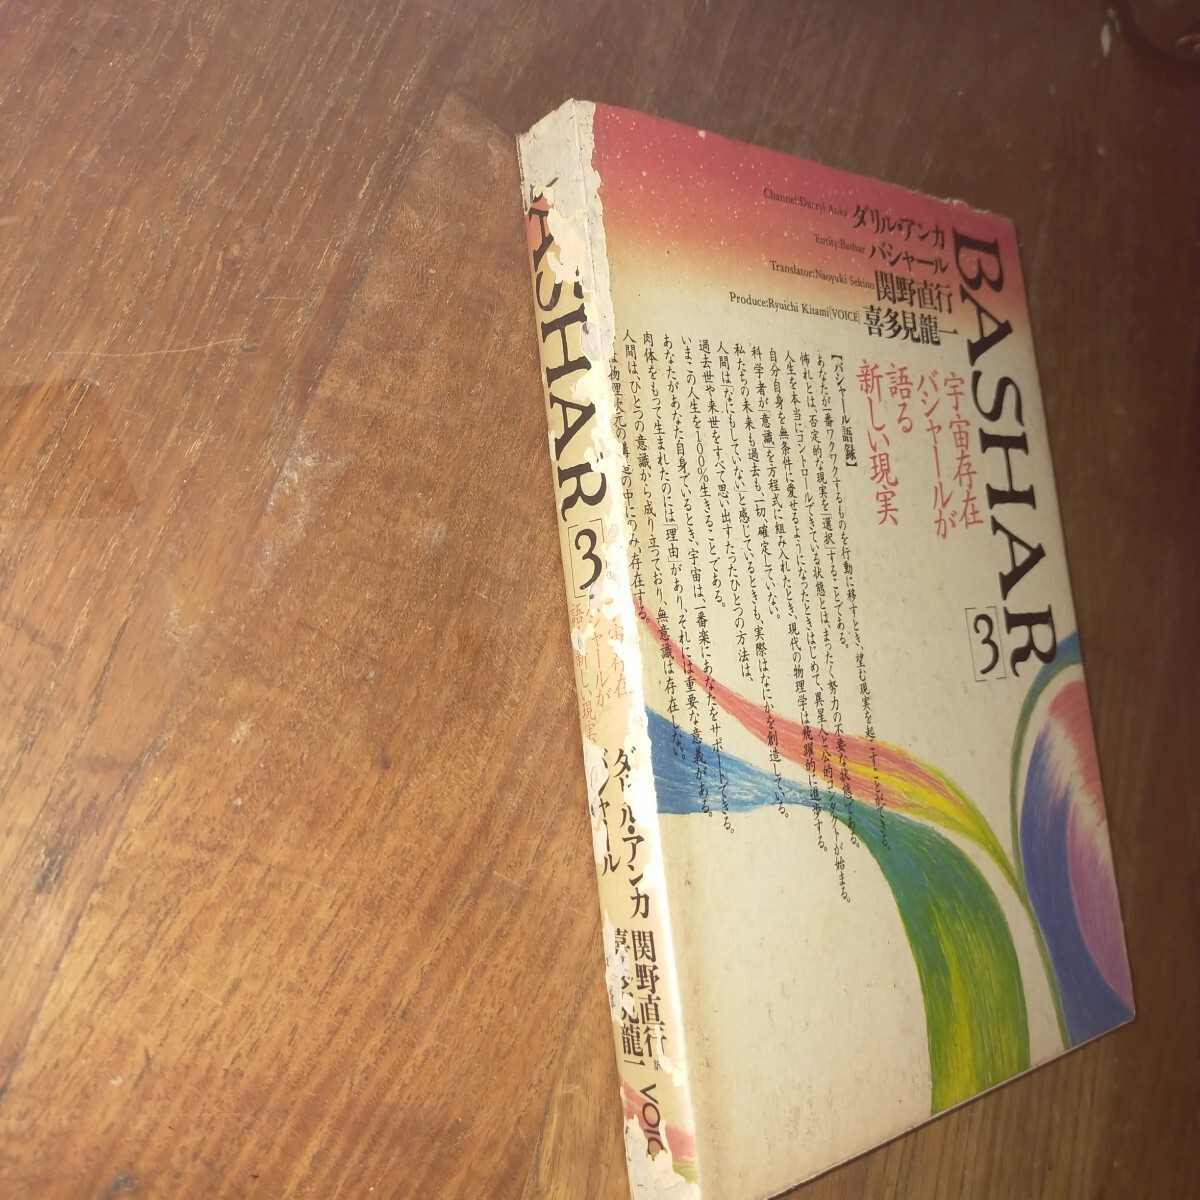 BASHAR[3]
宇宙存在
バシャールが
語る
新しい現実
Channel:Darryl Anka ダリル・アンカ
Entity:Bashar バシャール
Translator:Naoyuki Sekino 関野直行
Produce:Ryuichi Kitami[VOICE] 喜多見龍一
【バシャール語録】
あなたが一番ワクワクするものを行動に移すとき、望む現実を起こすことができる。
怖れとは、否定的な現実を「選択」することである。
人生を本当にコントロールできている状態とは、まったく努力の不要な状態である。
自分自身を無条件に愛せるようになったときはじめて、異星人と公的コンタクトが始まる。
科学者が「意識」を方程式に組み入れたとき、現代の物理学は飛躍的に進歩する。
私たちの未来も過去も、一切、確定していない。
人間は「なにもしていない」と感じているときも、実際はなにかを創造している。
過去世や来世をすべて思い出すたったひとつの方法は、
いまこの人生を100%生きることである。
あなたがあなた自身でいるとき、宇宙は、一番楽にあなたをサポートできる。
肉体をもって生まれたのには「理由」があり、それには重要な意義がある。
人間は、ひとつの意識から成り立っており、無意識は存在しない。
は物理次元の構造の中にのみ、存在する。
ASHAR[3]
宙存在
シャールが
語 新しい現実
ダリル・アンカ
バシャール
関野直行 訳
喜多見龍一
VOIC